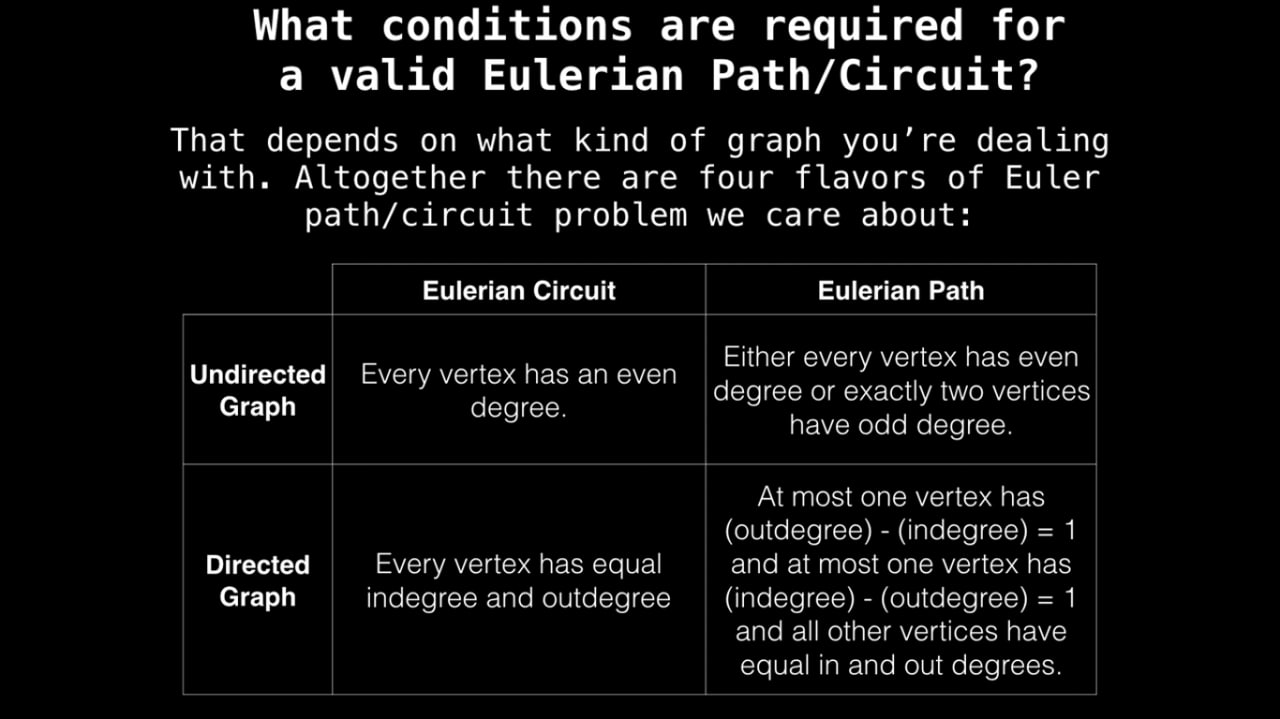 What conditions are required for
a valid Eulerian Path/Circuit?
That depends on what kind of graph you’re dealing
with. Altogether there are four flavors of Euler
path/circuit problem we care about:
Eulerian Circuit
Eulerian Path
Undirected
Graph
Every vertex has an even
degree.
Either every vertex has even
degree or exactly two vertices
have odd degree.
Directed
Graph
Every vertex has equal
indegree and outdegree
At most one vertex has
(outdegree) - (indegree) = 1
and at most one vertex has
(indegree) - (outdegree) = 1
and all other vertices have
equal in and out degrees.